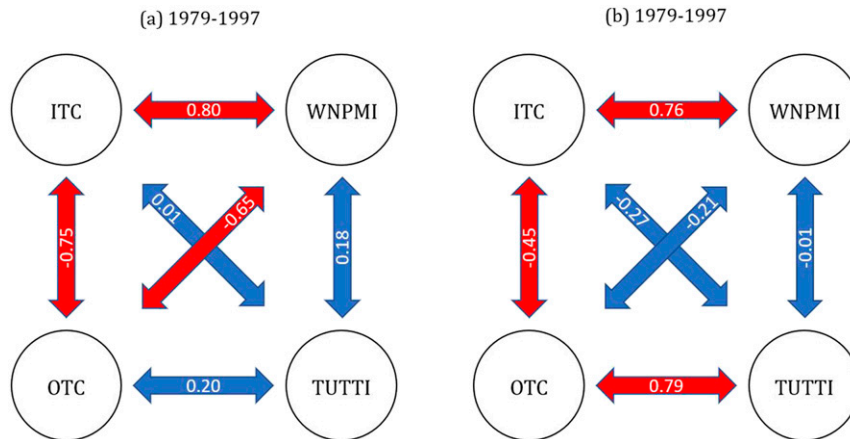 (a) 1979-1997
ITC
0.80
WNPMI
-0.75
0.01
-0.65
0.18
OTC
0.20
TUTTI
(b) 1979-1997
ITC
0.76
WNPMI
-0.45
-0.27
-0.21
-0.01
OTC
0.79
TUTTI